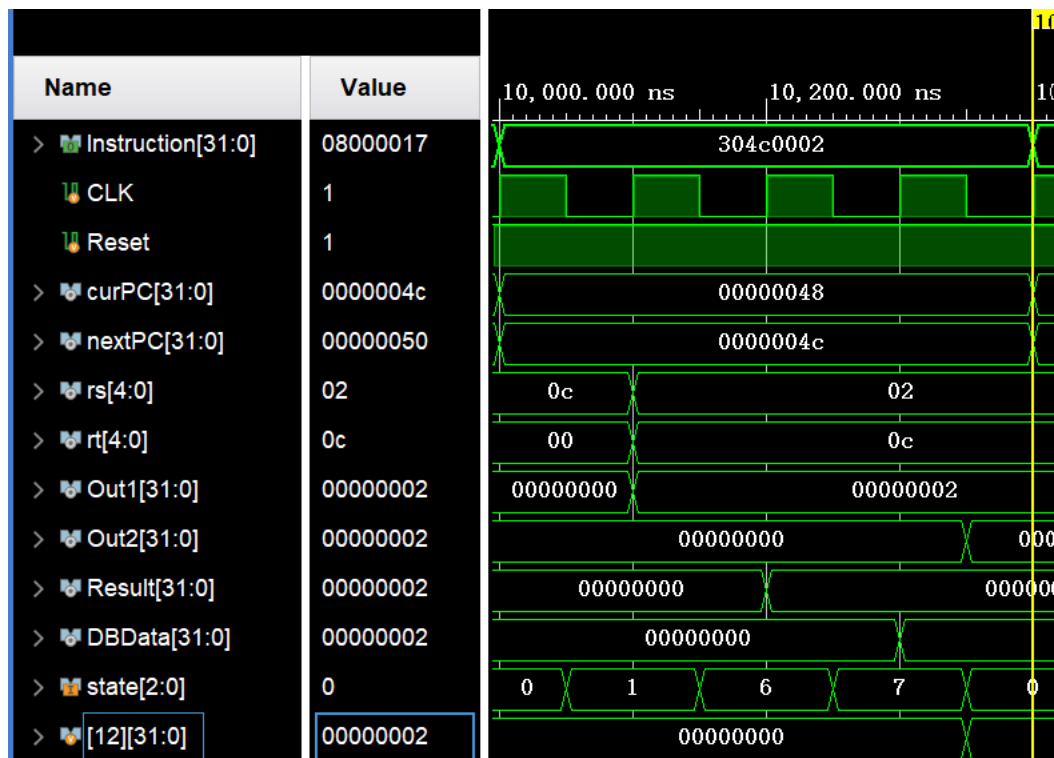 10
Name Value 10,000.000 ns 10,200.000 ns 10
Instruction[31:0] 08000017 304c0002
CLK 1
Reset 1
curPC[31:0] 0000004c 00000048
nextPC[31:0] 00000050 0000004c
rs[4:0] 02 0c 02
rt[4:0] 0c 00 0c
Out1[31:0] 00000002 00000000 00000002
Out2[31:0] 00000002 00000000 000
Result[31:0] 00000002 00000000 00000
DBData[31:0] 00000002 00000000
state[2:0] 0 0 1 6 7 0
[12][31:0] 00000002 00000000